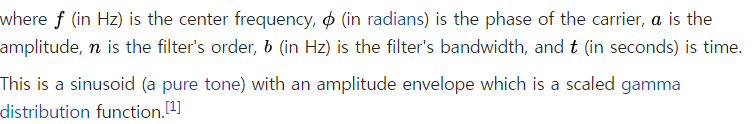 where f (in Hz) is the center frequency, ϕ (in radians) is the phase of the carrier, a is the
amplitude, n is the filter's order, b (in Hz) is the filter's bandwidth, and t (in seconds) is time.
This is a sinusoid (a pure tone) with an amplitude envelope which is a scaled gamma
distribution function.[1]